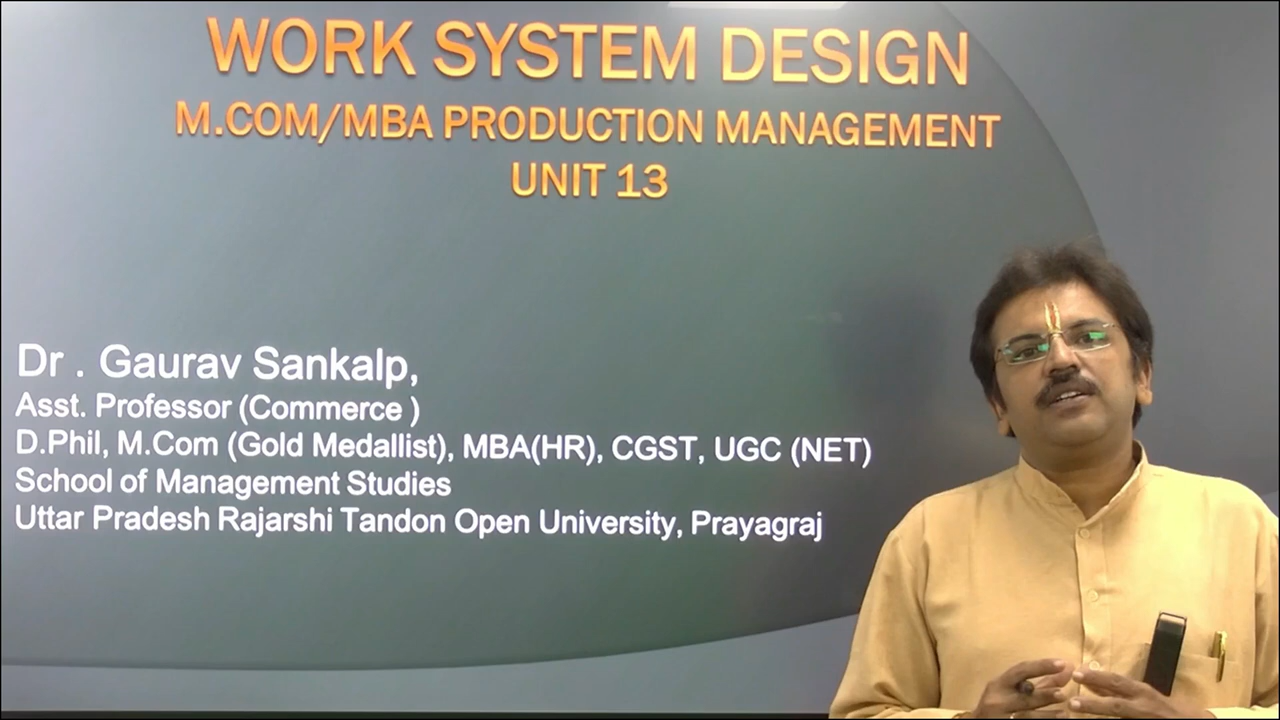 WORK SYSTEM DESIGN
M.COM/MBA PRODUCTION MANAGEMENT
UNIT 13
Dr . Gaurav Sankalp,
Asst. Professor (Commerce )
D.Phil, M.Com (Gold Medallist), MBA(HR), CGST, UGC (NET)
School of Management Studies
Uttar Pradesh Rajarshi Tandon Open University, Prayagraj